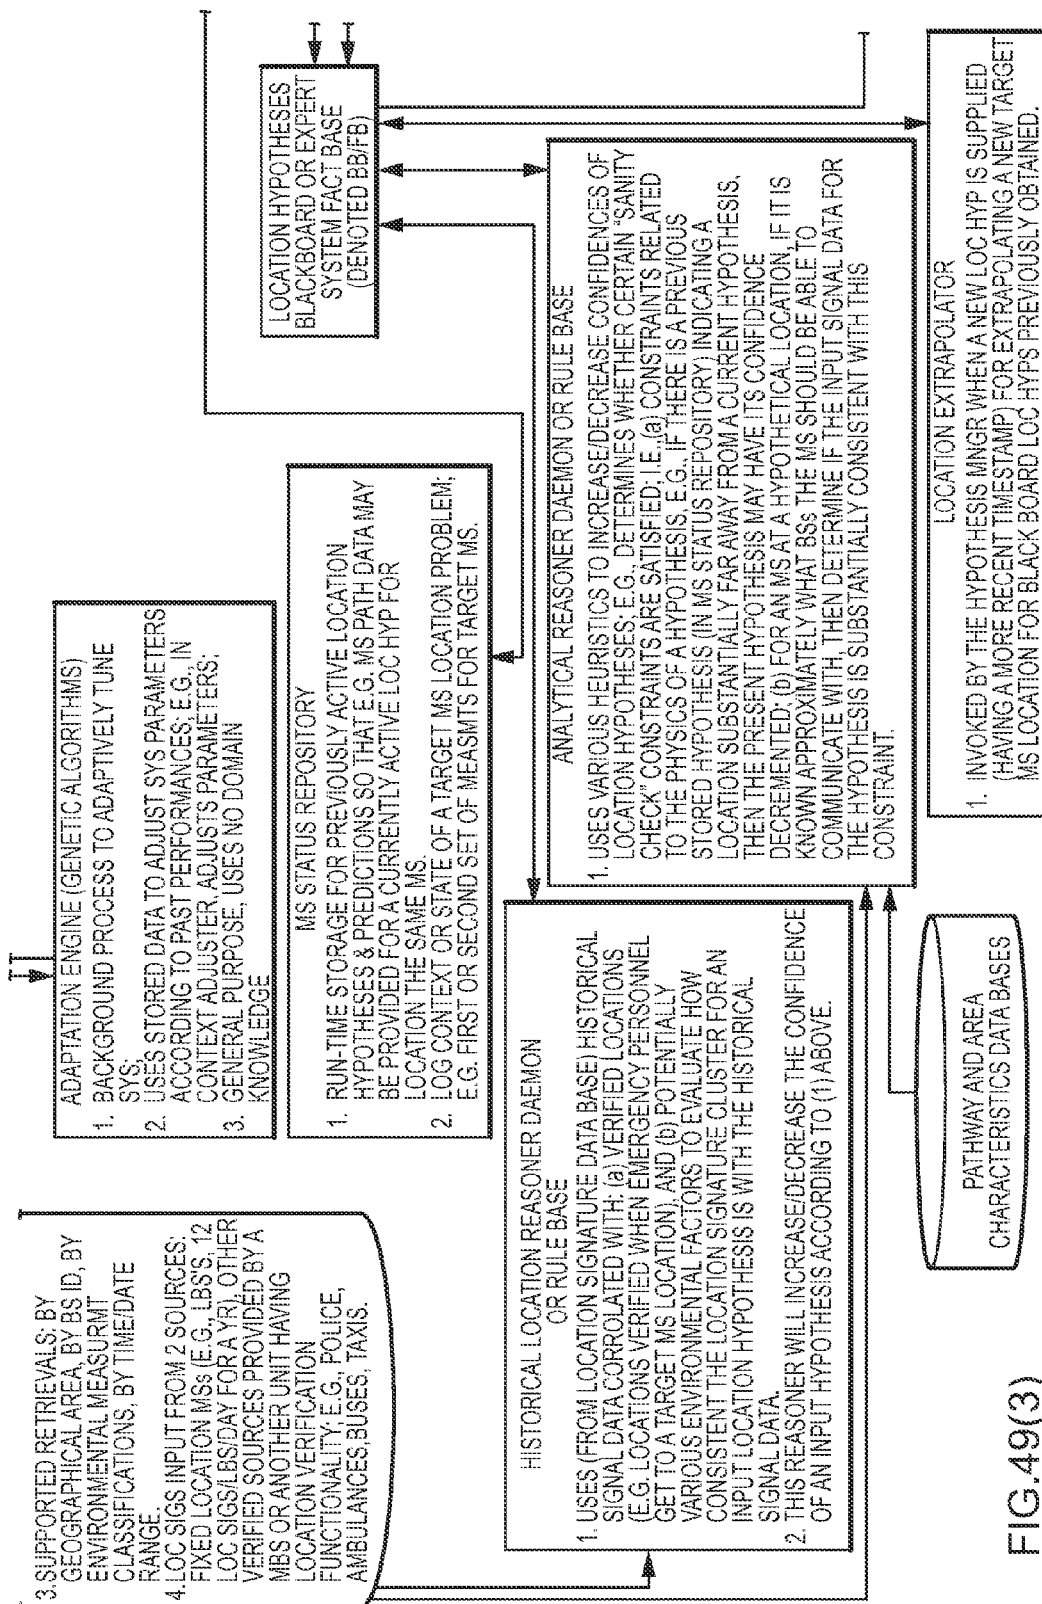 3. SUPPORTED RETRIEVALS: BY
GEOGRAPHICAL AREA, BY BS ID, BY
ENVIRONMENTAL MEASURMT
CLASSIFICATIONS, BY TIME/DATE
RANGE.
4. LOC SIGS INPUT FROM 2 SOURCES:
FIXED LOCATION MSs (E.G., LBS'S, 12
LOC SIGS/LBS/DAY FOR A YR), OTHER
VERIFIED SOURCES PROVIDED BY A
MBS OR ANOTHER UNIT HAVING
LOCATION VERIFICATION
FUNCTIONALITY; E.G., POLICE,
AMBULANCES, BUSES, TAXIS.
ADAPTATION ENGINE (GENETIC ALGORITHMS)
1. BACKGROUND PROCESS TO ADAPTIVELY TUNE
SYS;
2. USES STORED DATA TO ADJUST SYS PARAMETERS
ACCORDING TO PAST PERFORMANCES; E.G., IN
CONTEXT ADJUSTER, ADJUSTS PARAMETERS;
3. GENERAL PURPOSE, USES NO DOMAIN
KNOWLEDGE
MS STATUS REPOSITORY
1. RUN-TIME STORAGE FOR PREVIOUSLY ACTIVE LOCATION
HYPOTHESES & PREDICTIONS SO THAT E.G. MS PATH DATA MAY
BE PROVIDED FOR A CURRENTLY ACTIVE LOC HYP FOR
LOCATION THE SAME MS.
2. LOG CONTEXT OR STATE OF A TARGET MS LOCATION PROBLEM;
E.G. FIRST OR SECOND SET OF MEASMTS FOR TARGET MS.
LOCATION HYPOTHESES
BLACKBOARD OR EXPERT
SYSTEM FACT BASE
(DENOTED BB/FB)
HISTORICAL LOCATION REASONER DAEMON
OR RULE BASE
1. USES (FROM LOCATION SIGNATURE DATA BASE) HISTORICAL
SIGNAL DATA CORROLATED WITH: (a) VERIFIED LOCATIONS
(E.G. LOCATIONS VERIFIED WHEN EMERGENCY PERSONNEL
GET TO A TARGET MS LOCATION), AND (b) POTENTIALLY
VARIOUS ENVIRONMENTAL FACTORS TO EVALUATE HOW
CONSISTENT THE LOCATION SIGNATURE CLUSTER FOR AN
INPUT LOCATION HYPOTHESIS IS WITH THE HISTORICAL
SIGNAL DATA.
2. THIS REASONER WILL INCREASE/DECREASE THE CONFIDENCE
OF AN INPUT HYPOTHESIS ACCORDING TO (1) ABOVE.
ANALYTICAL REASONER DAEMON OR RULE BASE
1. USES VARIOUS HEURISTICS TO INCREASE/DECREASE CONFIDENCES OF
LOCATION HYPOTHESES; E.G., DETERMINES WHETHER CERTAIN "SANITY
CHECK" CONSTRAINTS ARE SATISFIED; I.E., (a) CONSTRAINTS RELATED
TO THE PHYSICS OF A HYPOTHESIS, E.G., IF THERE IS A PREVIOUS
STORED HYPOTHESIS (IN MS STATUS REPOSITORY) INDICATING A
LOCATION SUBSTANTIALLY FAR AWAY FROM A CURRENT HYPOTHESIS,
THEN THE PRESENT HYPOTHESIS MAY HAVE ITS CONFIDENCE
DECREMENTED; (b) FOR AN MS AT A HYPOTHETICAL LOCATION, IF IT IS
KNOWN APPROXIMATELY WHAT BSs THE MS SHOULD BE ABLE, TO
COMMUNICATE WITH, THEN DETERMINE IF THE INPUT SIGNAL DATA FOR
THE HYPOTHESIS IS SUBSTANTIALLY CONSISTENT WITH THIS
CONSTRAINT.
PATHWAY AND AREA
CHARACTERISTICS DATA BASES
LOCATION EXTRAPOLATOR
1. INVOKED BY THE HYPOTHESIS MNGR WHEN A NEW LOC HYP IS SUPPLIED
(HAVING A MORE RECENT TIMESTAMP) FOR EXTRAPOLATING A NEW TARGET
MS LOCATION FOR BLACK BOARD LOC HYPS PREVIOUSLY OBTAINED.
FIG.49(3)